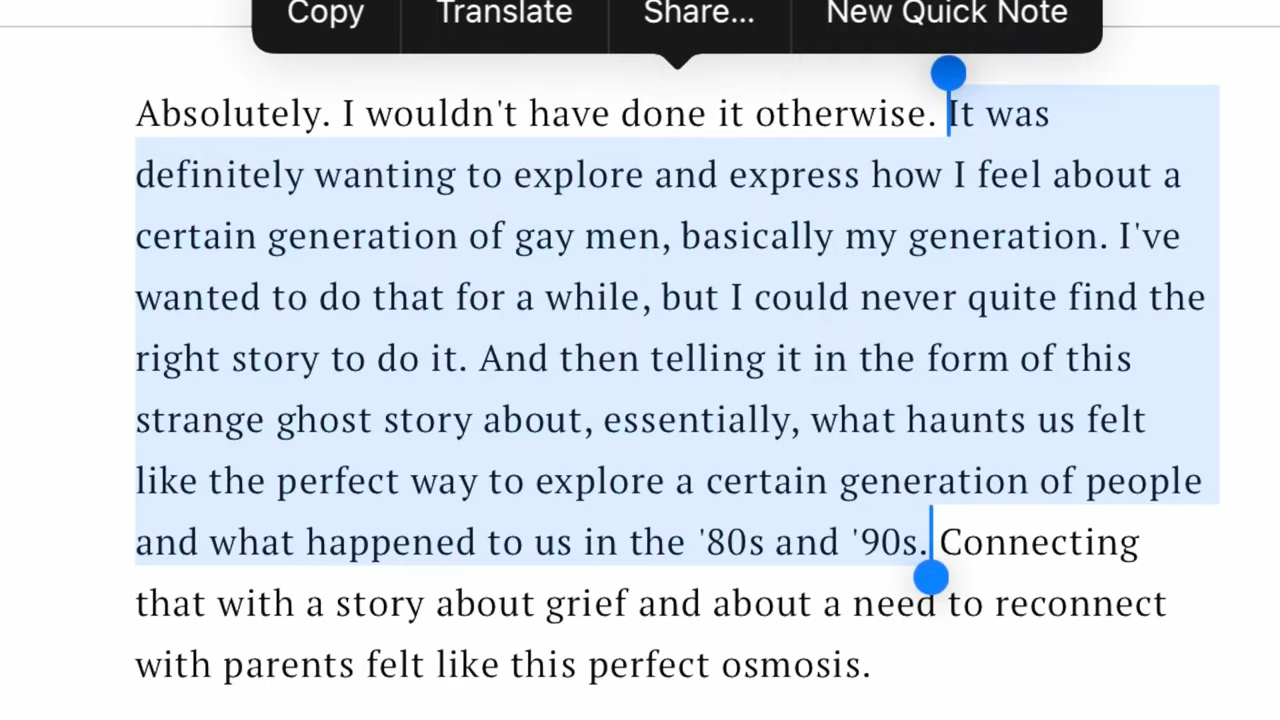 Copy Translate Share... New Quick Note
Absolutely. I wouldn't have done it otherwise. It was
definitely wanting to explore and express how I feel about a
certain generation of gay men, basically my generation. I've
wanted to do that for a while, but I could never quite find the
right story to do it. And then telling it in the form of this
strange ghost story about, essentially, what haunts us felt
like the perfect way to explore a certain generation of people
and what happened to us in the '80s and '90s. Connecting
that with a story about grief and about a need to reconnect
with parents felt like this perfect osmosis.